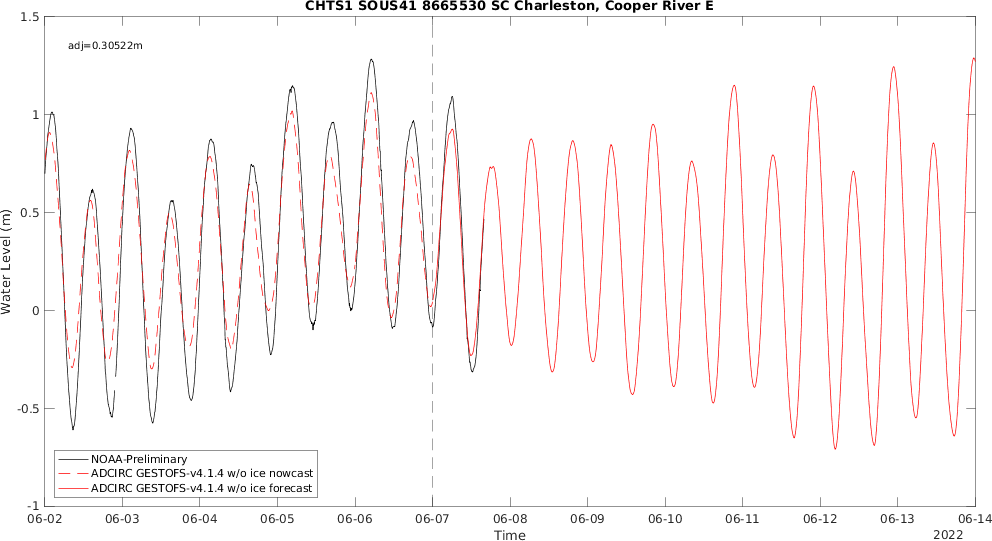 CHTS1 SOUS41 8665530 SC Charleston, Cooper River E
adj=0.30522m
1.5
1
0.5
0
-0.5
-1
Water Level (m)
NOAA-Preliminary
ADCIRC GESTOFS-v4.1.4 w/o ice nowcast
ADCIRC GESTOFS-v4.1.4 w/o ice forecast
06-02 06-03 06-04 06-05 06-06 06-07 06-08 06-09 06-10 06-11 06-12 06-13 06-14
Time
2022